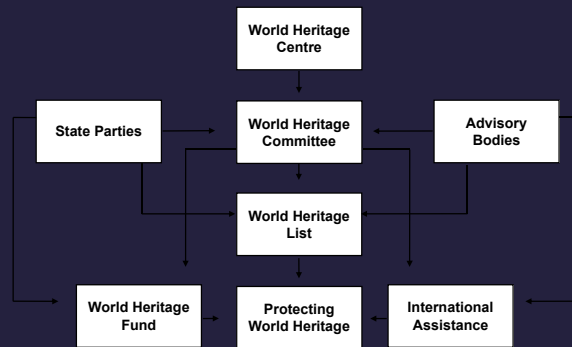 World Heritage
Centre
State Parties
World Heritage
Committee
Advisory
Bodies
World Heritage
List
World Heritage
Fund
Protecting
World Heritage
International
Assistance